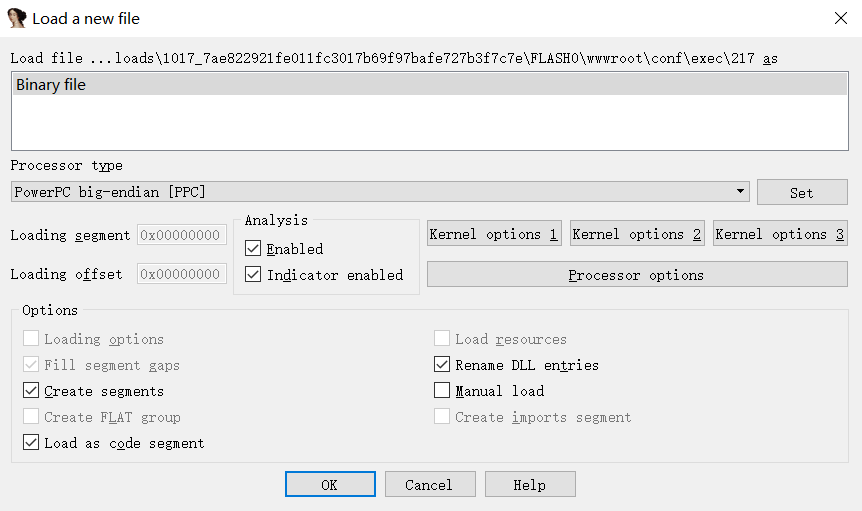 Load a new file
Load file ...loads\1017_7ae822921fe011fc3017b69f97bafe727b3f7c7e\FLASH0\wwwroot\conf\exec\217 as
Binary file
Processor type
PowerPC big-endian [PPC]
Set
Loading segment 0x00000000
Loading offset 0x00000000
Analysis
Enabled
Indicator enabled
Kernel options 1
Kernel options 2
Kernel options 3
Processor options
Options
Loading options
Fill segment gaps
Create segments
Create FLAT group
Load as code segment
Load resources
Rename DLL entries
Manual load
Create imports segment
OK
Cancel
Help